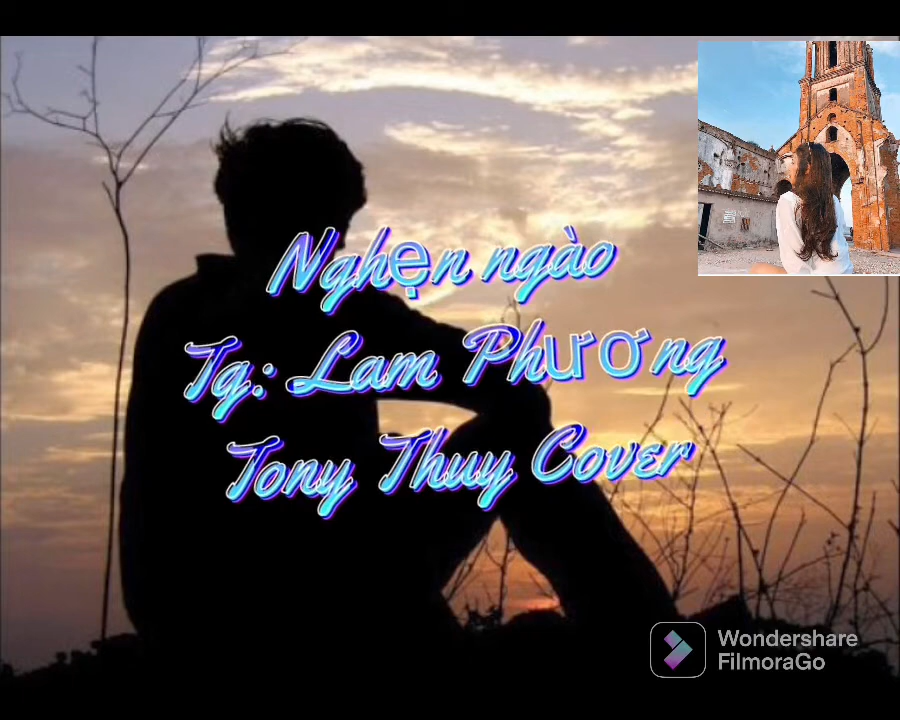 Nghẹn ngào
Tg: Lam Phương
Tony Thuy Cover
Wondershare
FilmoraGo